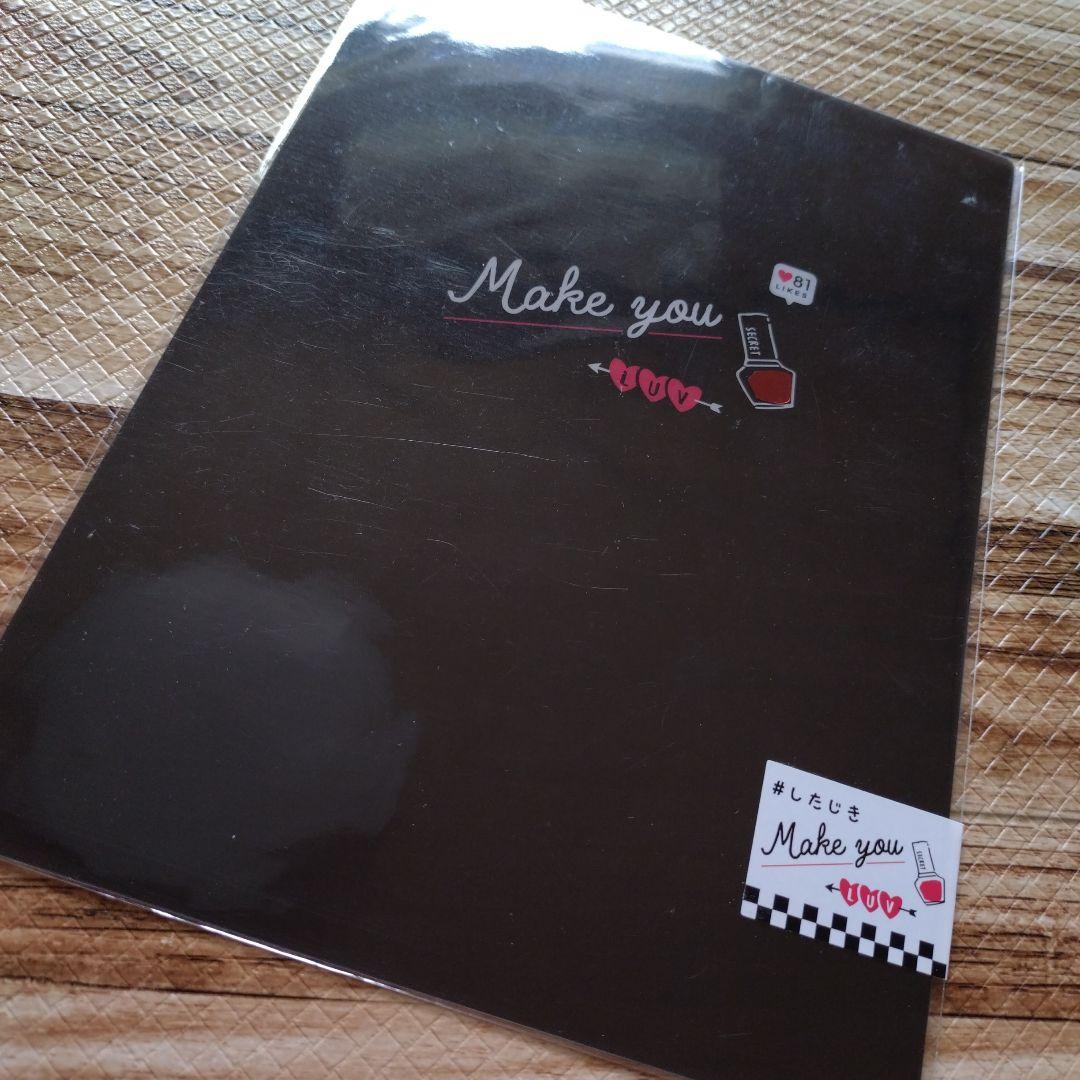 Make you
♥81
LIKES
SECRET
LUV
#したじき
Make you
SECRET
LUV